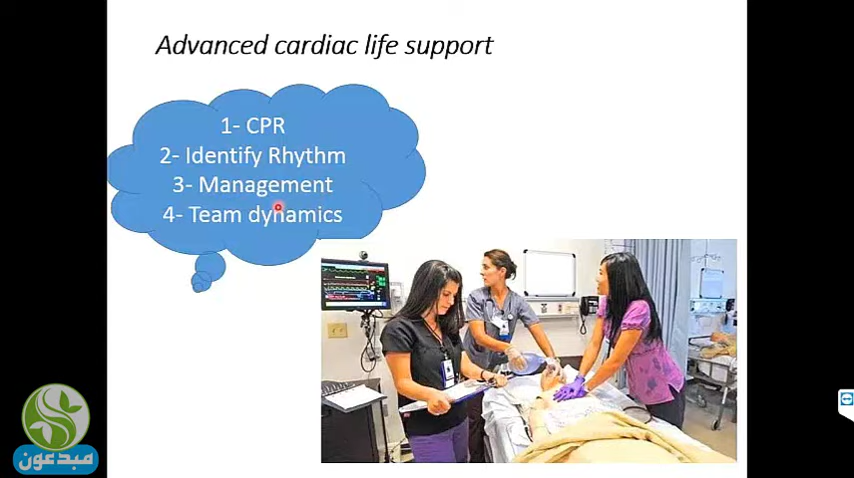 Advanced cardiac life support
1- CPR
2- Identify Rhythm
3- Management
4- Team dynamics
مبدعون